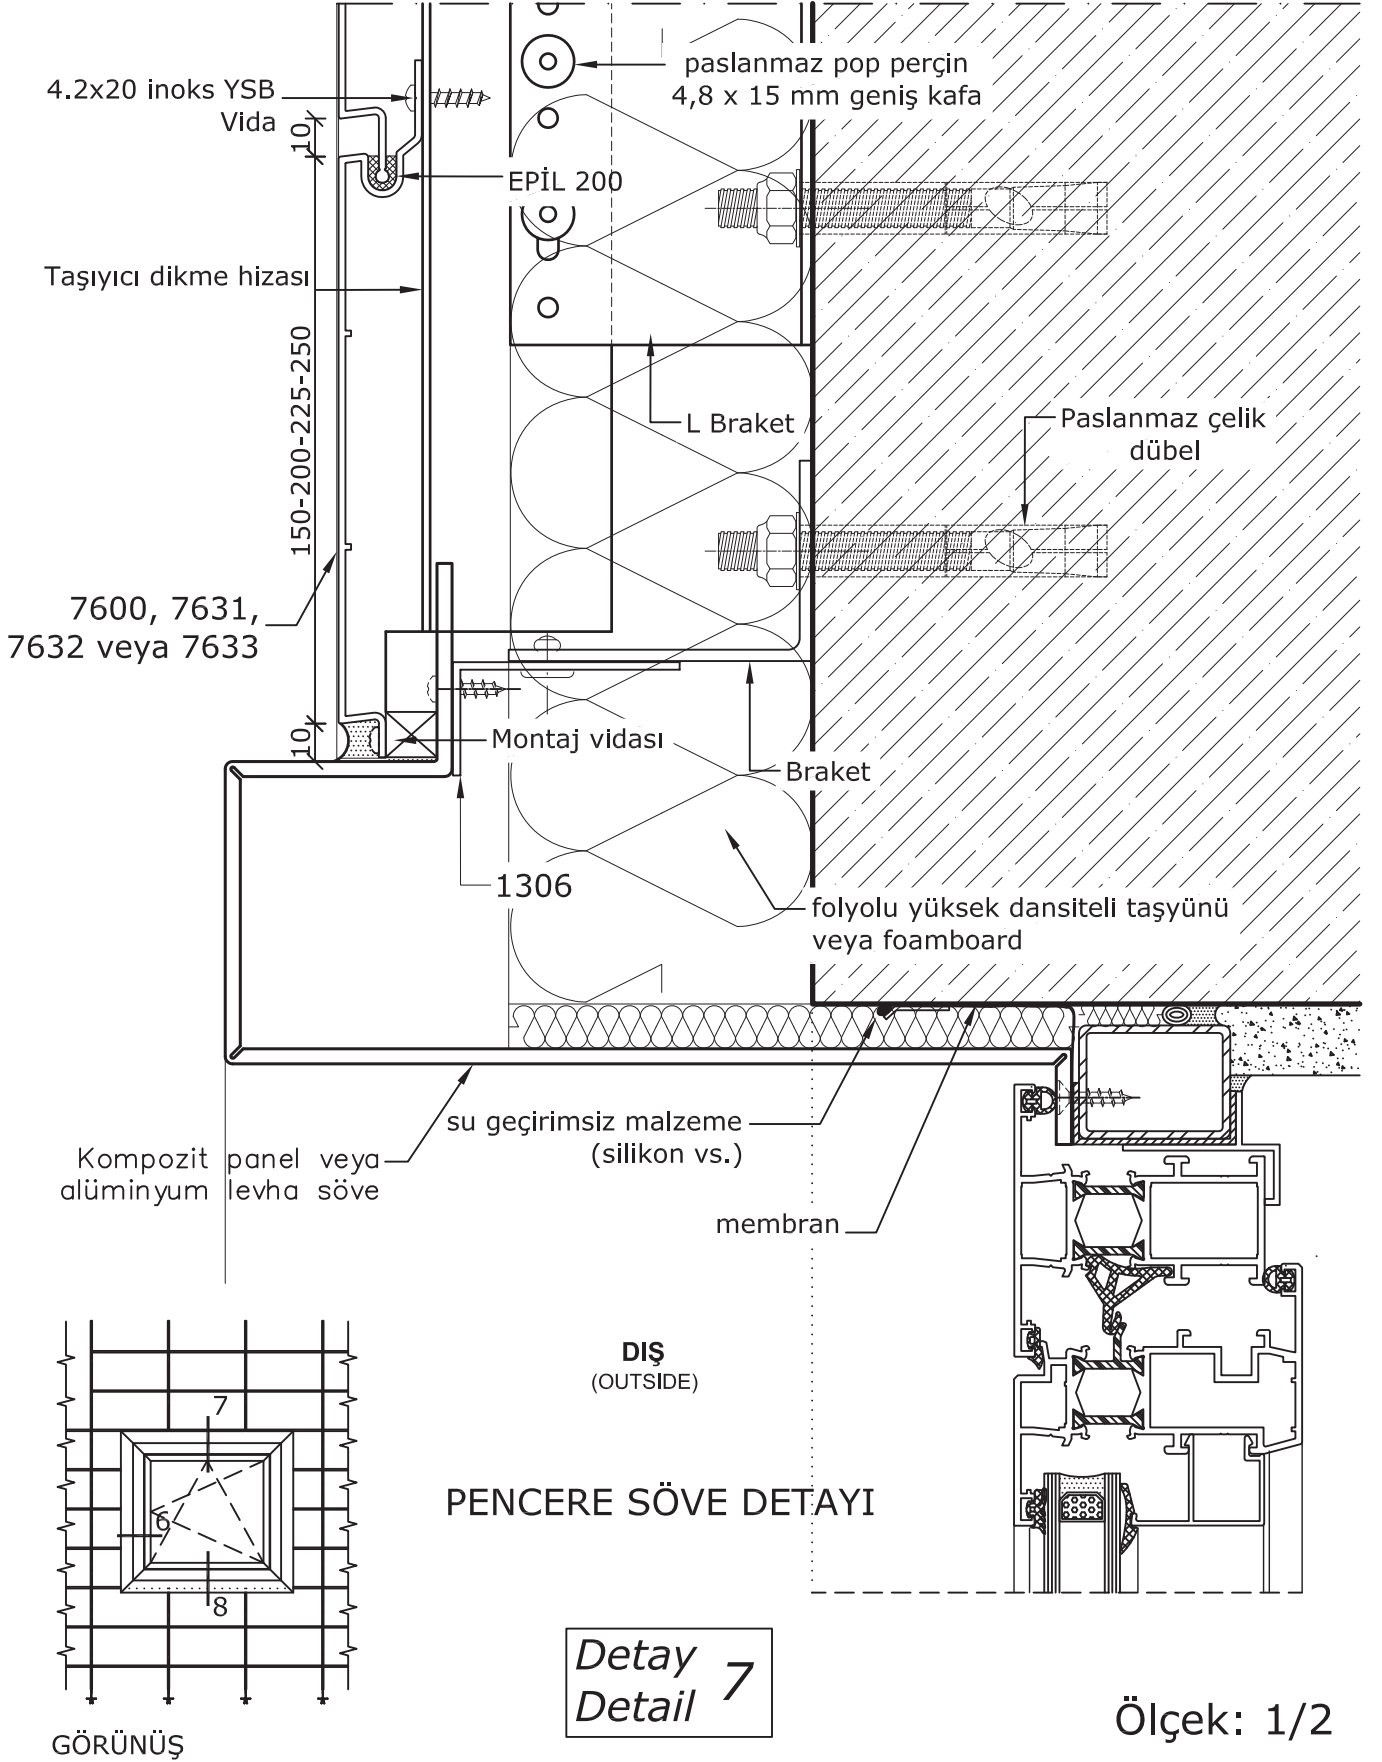 4.2x20 inoks YSB
Vida
paslanmaz pop perçin
4,8 x 15 mm geniş kafa
10
EPİL 200
Taşıyıcı dikme hizası
150-200-225-250
L Braket
Paslanmaz çelik
dübel
7600, 7631,
7632 veya 7633
10
Montaj vidası
Braket
1306
folyolu yüksek dansiteli taşyünü
veya foamboard
su geçirimsiz malzeme
(silikon vs.)
Kompozit panel veya
alüminyum levha söve
membran
DIŞ
(OUTSIDE)
7
6
8
PENCERE SÖVE DETAYI
Detay
Detail 7
Ölçek: 1/2
GÖRÜNÜŞ